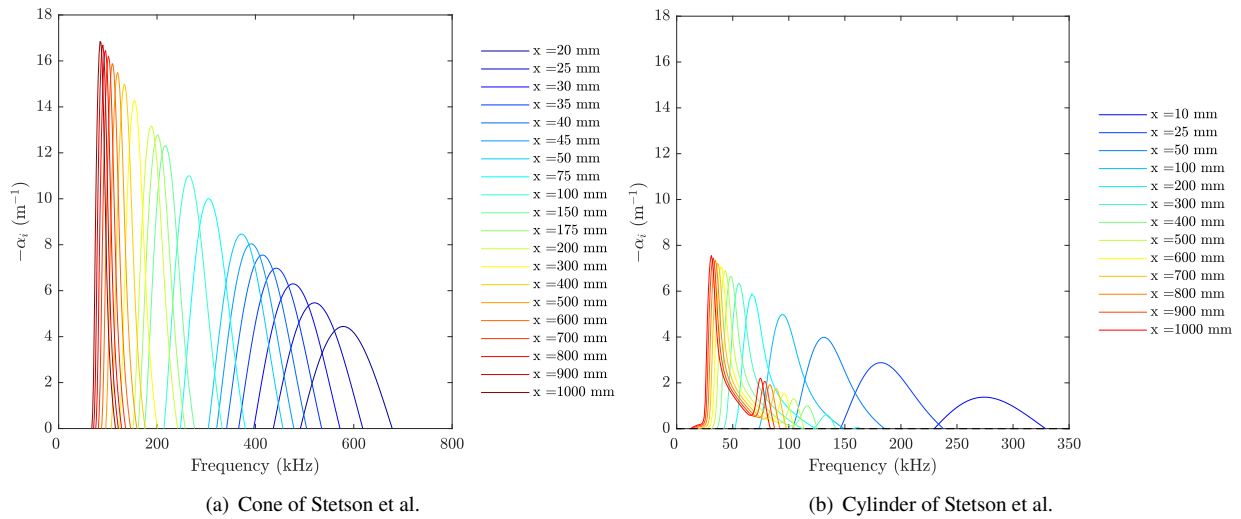 18
16
14
12
10
8
6
4
2
0
−α_i (m⁻¹)
0 200 400 600 800
Frequency (kHz)
x =20 mm
x =25 mm
x =30 mm
x =35 mm
x =40 mm
x =45 mm
x =50 mm
x =75 mm
x =100 mm
x =150 mm
x =175 mm
x =200 mm
x =300 mm
x =400 mm
x =500 mm
x =600 mm
x =700 mm
x =800 mm
x =900 mm
x =1000 mm
(a) Cone of Stetson et al.
18
16
14
12
10
8
6
4
2
0
−α_i (m⁻¹)
0 50 100 150 200 250 300 350
Frequency (kHz)
x =10 mm
x =25 mm
x =50 mm
x =100 mm
x =200 mm
x =300 mm
x =400 mm
x =500 mm
x =600 mm
x =700 mm
x =800 mm
x =900 mm
x =1000 mm
(b) Cylinder of Stetson et al.